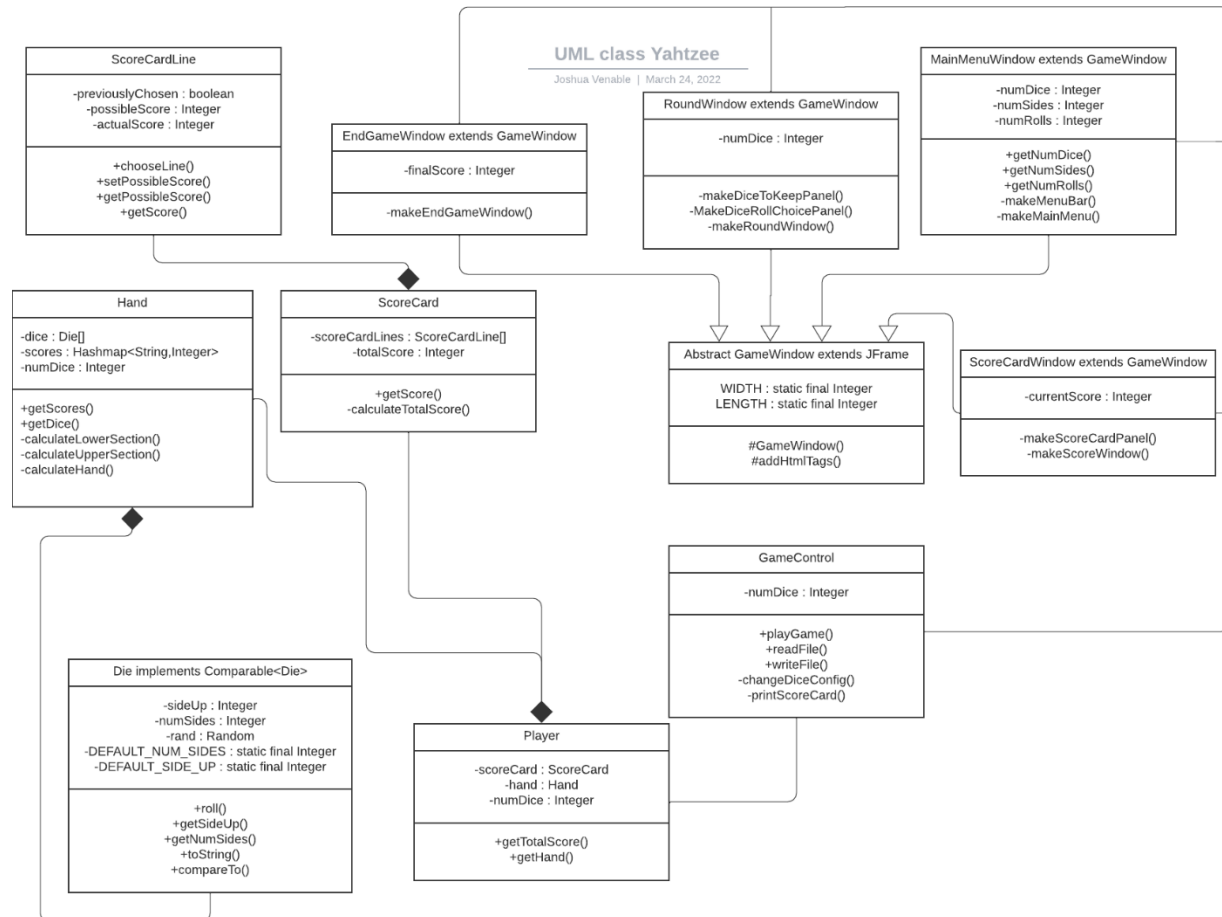 UML class Yahtzee
Joshua Venable | March 24, 2022
ScoreCardLine
-previouslyChosen : boolean
-possibleScore : Integer
-actualScore : Integer
+chooseLine()
+setPossibleScore()
+getPossibleScore()
+getScore()
EndGameWindow extends GameWindow
-finalScore : Integer
-makeEndGameWindow()
RoundWindow extends GameWindow
-numDice : Integer
-makeDiceToKeepPanel()
-MakeDiceRollChoicePanel()
-makeRoundWindow()
MainMenuWindow extends GameWindow
-numDice : Integer
-numSides : Integer
-numRolls : Integer
+getNumDice()
+getNumSides()
+getNumRolls()
-makeMenuBar()
-makeMainMenu()
Hand
-dice : Die[]
-scores : Hashmap<String,Integer>
-numDice : Integer
+getScores()
+getDice()
-calculateLowerSection()
-calculateUpperSection()
-calculateHand()
ScoreCard
-scoreCardLines : ScoreCardLine[]
-totalScore : Integer
+getScore()
-calculateTotalScore()
Abstract GameWindow extends JFrame
WIDTH : static final Integer
LENGTH : static final Integer
#GameWindow()
#addHtmlTags()
ScoreCardWindow extends GameWindow
-currentScore : Integer
-makeScoreCardPanel()
-makeScoreWindow()
GameControl
-numDice : Integer
+playGame()
+readFile()
+writeFile()
-changeDiceConfig()
-printScoreCard()
Die implements Comparable<Die>
-sideUp : Integer
-numSides : Integer
-rand : Random
-DEFAULT_NUM_SIDES : static final Integer
-DEFAULT_SIDE_UP : static final Integer
+roll()
+getSideUp()
+getNumSides()
+toString()
+compareTo()
Player
-scoreCard : ScoreCard
-hand : Hand
-numDice : Integer
+getTotalScore()
+getHand()